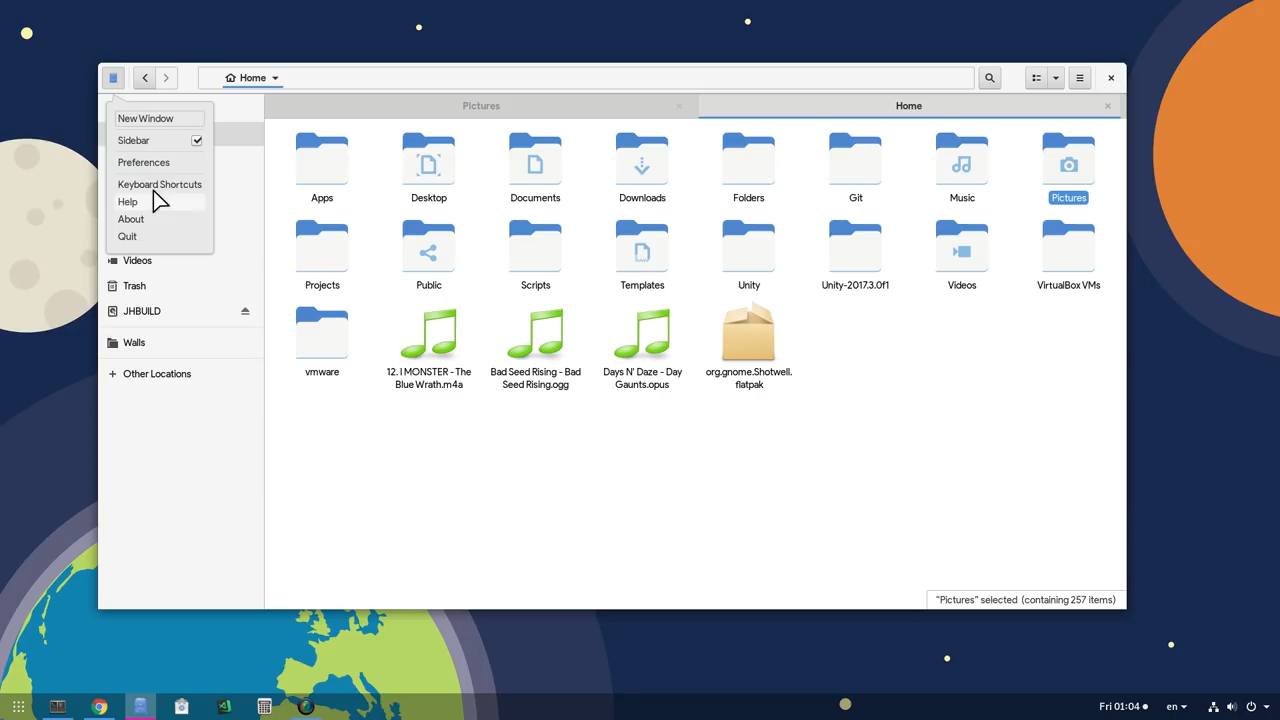 Home
Pictures
Home
New Window
Sidebar
Preferences
Keyboard Shortcuts
Help
About
Quit
Videos
Trash
JHBUILD
Walls
Other Locations
Apps
Desktop
Documents
Downloads
Folders
Git
Music
Pictures
Projects
Public
Scripts
Templates
Unity
Unity-2017.3.0f1
Videos
VirtualBox VMs
vmware
12. I MONSTER - The
Blue Wrath.m4a
Bad Seed Rising - Bad
Seed Rising.ogg
Days N' Daze - Day
Gaunts.opus
org.gnome.Shotwell.
flatpak
“Pictures” selected (containing 257 items)
Fri 01:04
en